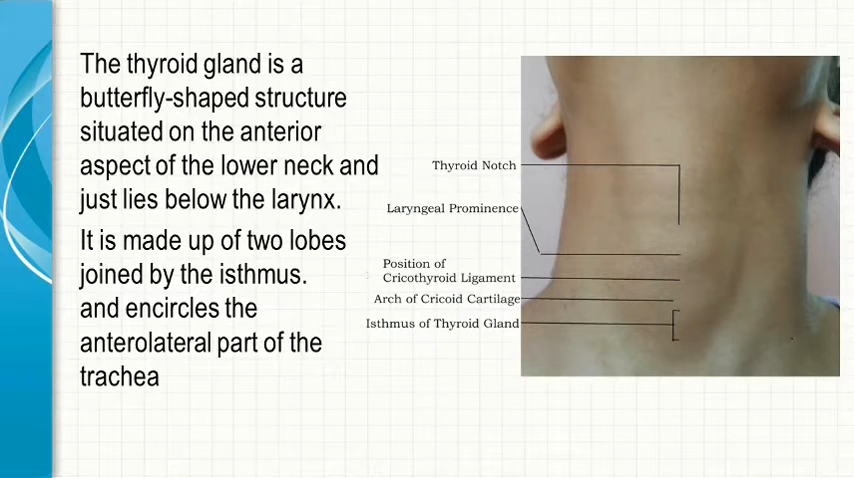 The thyroid gland is a
butterfly-shaped structure
situated on the anterior
aspect of the lower neck and
just lies below the larynx.
It is made up of two lobes
joined by the isthmus.
and encircles the
anterolateral part of the
trachea
Thyroid Notch
Laryngeal Prominence
Position of
Cricothyroid Ligament
Arch of Cricoid Cartilage
Isthmus of Thyroid Gland